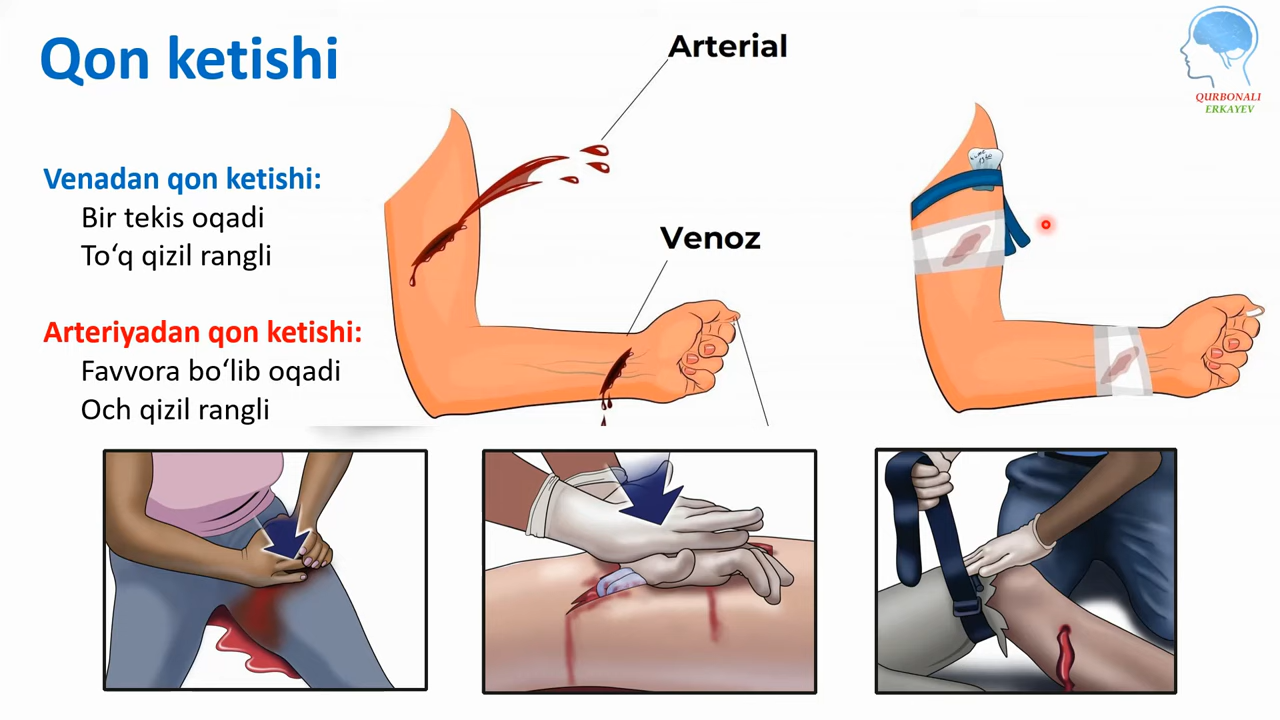 Qon ketishi
Arterial
QURBONALI
ERKAYEV
Venadan qon ketishi:
Bir tekis oqadi
To‘q qizil rangli
Venoz
Arteriyadan qon ketishi:
Favvora bo‘lib oqadi
Och qizil rangli